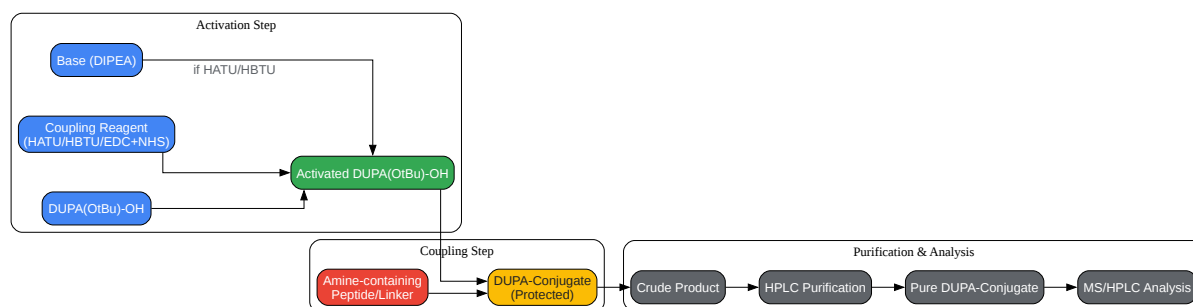 Activation Step
Base (DIPEA)
if HATU/HBTU
Coupling Reagent
(HATU/HBTU/EDC+NHS)
Activated DUPA(OtBu)-OH
DUPA(OtBu)-OH
Coupling Step
Amine-containing
Peptide/Linker
DUPA-Conjugate
(Protected)
Purification & Analysis
Crude Product
HPLC Purification
Pure DUPA-Conjugate
MS/HPLC Analysis